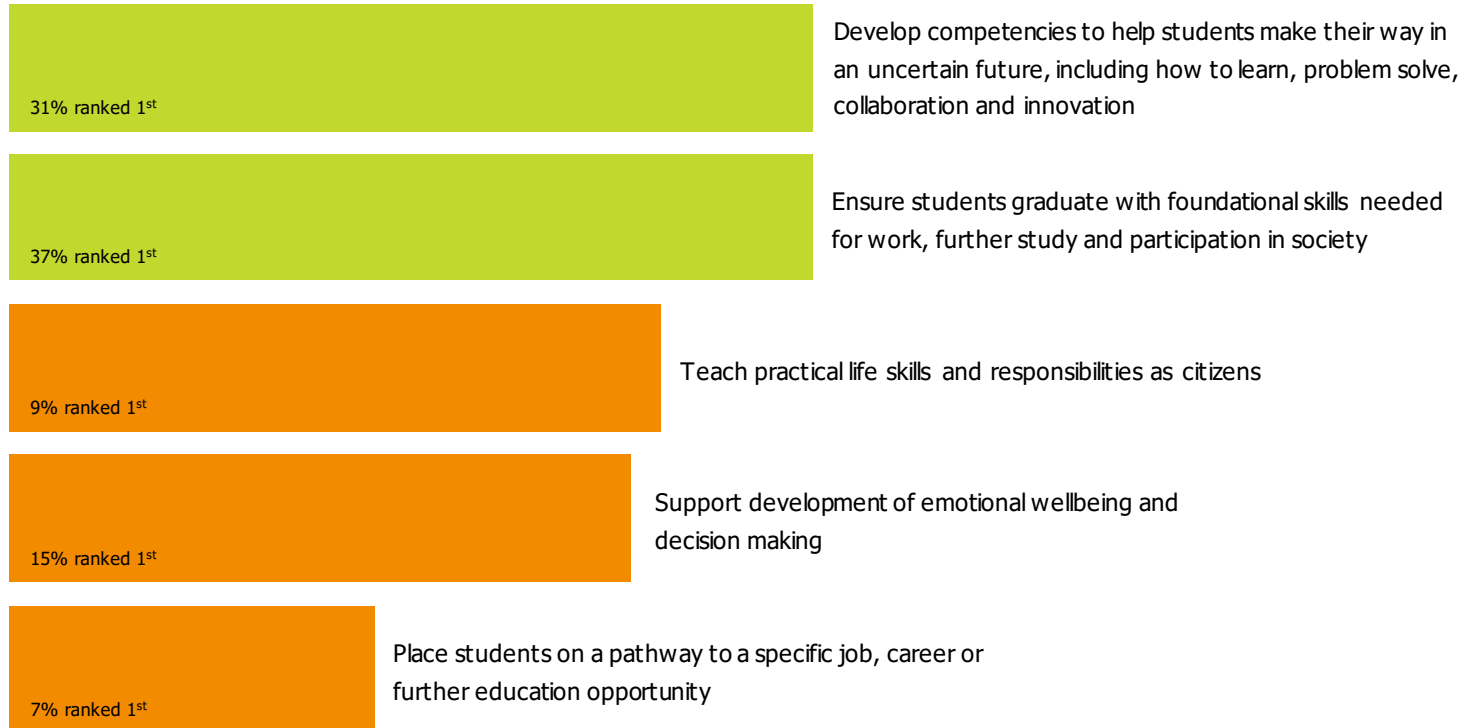 Develop competencies to help students make their way in
an uncertain future, including how to learn, problem solve,
collaboration and innovation
31% ranked 1st
Ensure students graduate with foundational skills needed
for work, further study and participation in society
37% ranked 1st
Teach practical life skills and responsibilities as citizens
9% ranked 1st
Support development of emotional wellbeing and
decision making
15% ranked 1st
Place students on a pathway to a specific job, career or
further education opportunity
7% ranked 1st